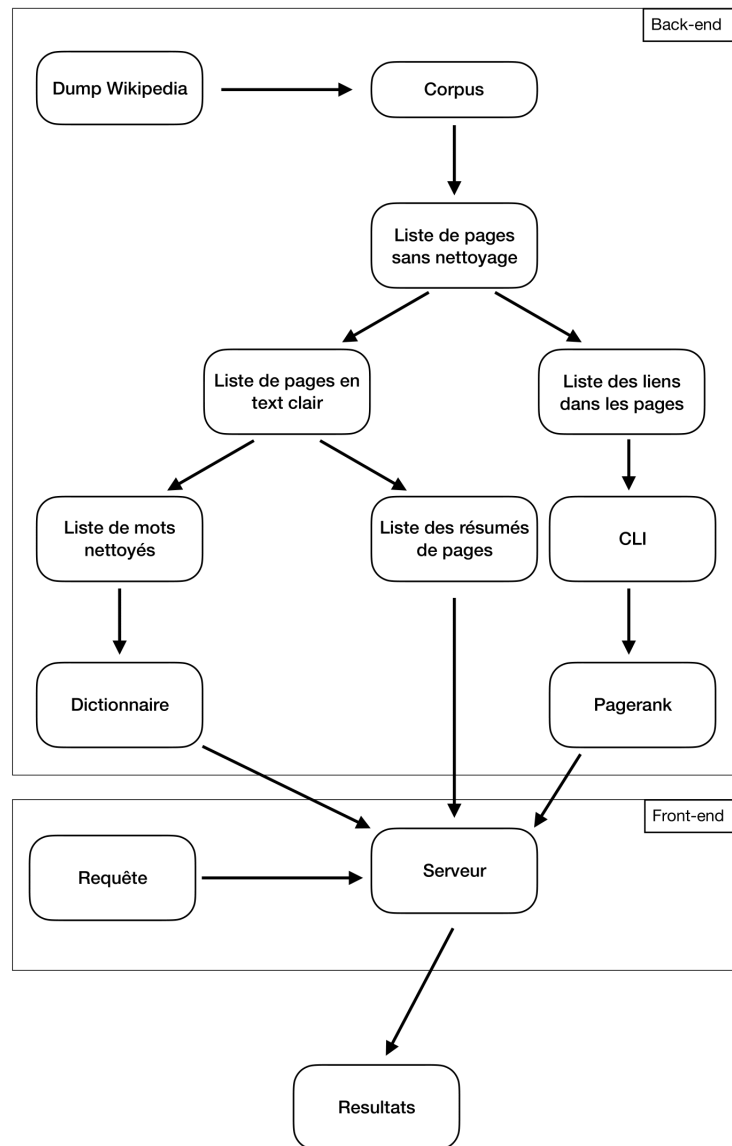 Back-end
Dump Wikipedia
Corpus
Liste de pages
sans nettoyage
Liste de pages en
text clair
Liste des liens
dans les pages
Liste de mots
nettoyés
Liste des résumés
de pages
CLI
Dictionnaire
Pagerank
Front-end
Requête
Serveur
Resultats